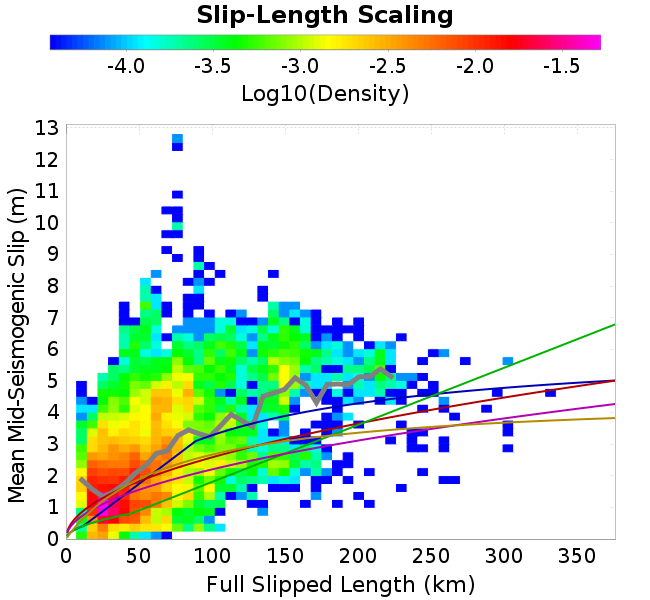 Slip-Length Scaling
-4.0 -3.5 -3.0 -2.5 -2.0 -1.5
Log10(Density)
13
12
11
10
9
8
7
6
5
4
3
2
1
0
Mean Mid-Seismogenic Slip (m)
0 50 100 150 200 250 300 350
Full Slipped Length (km)